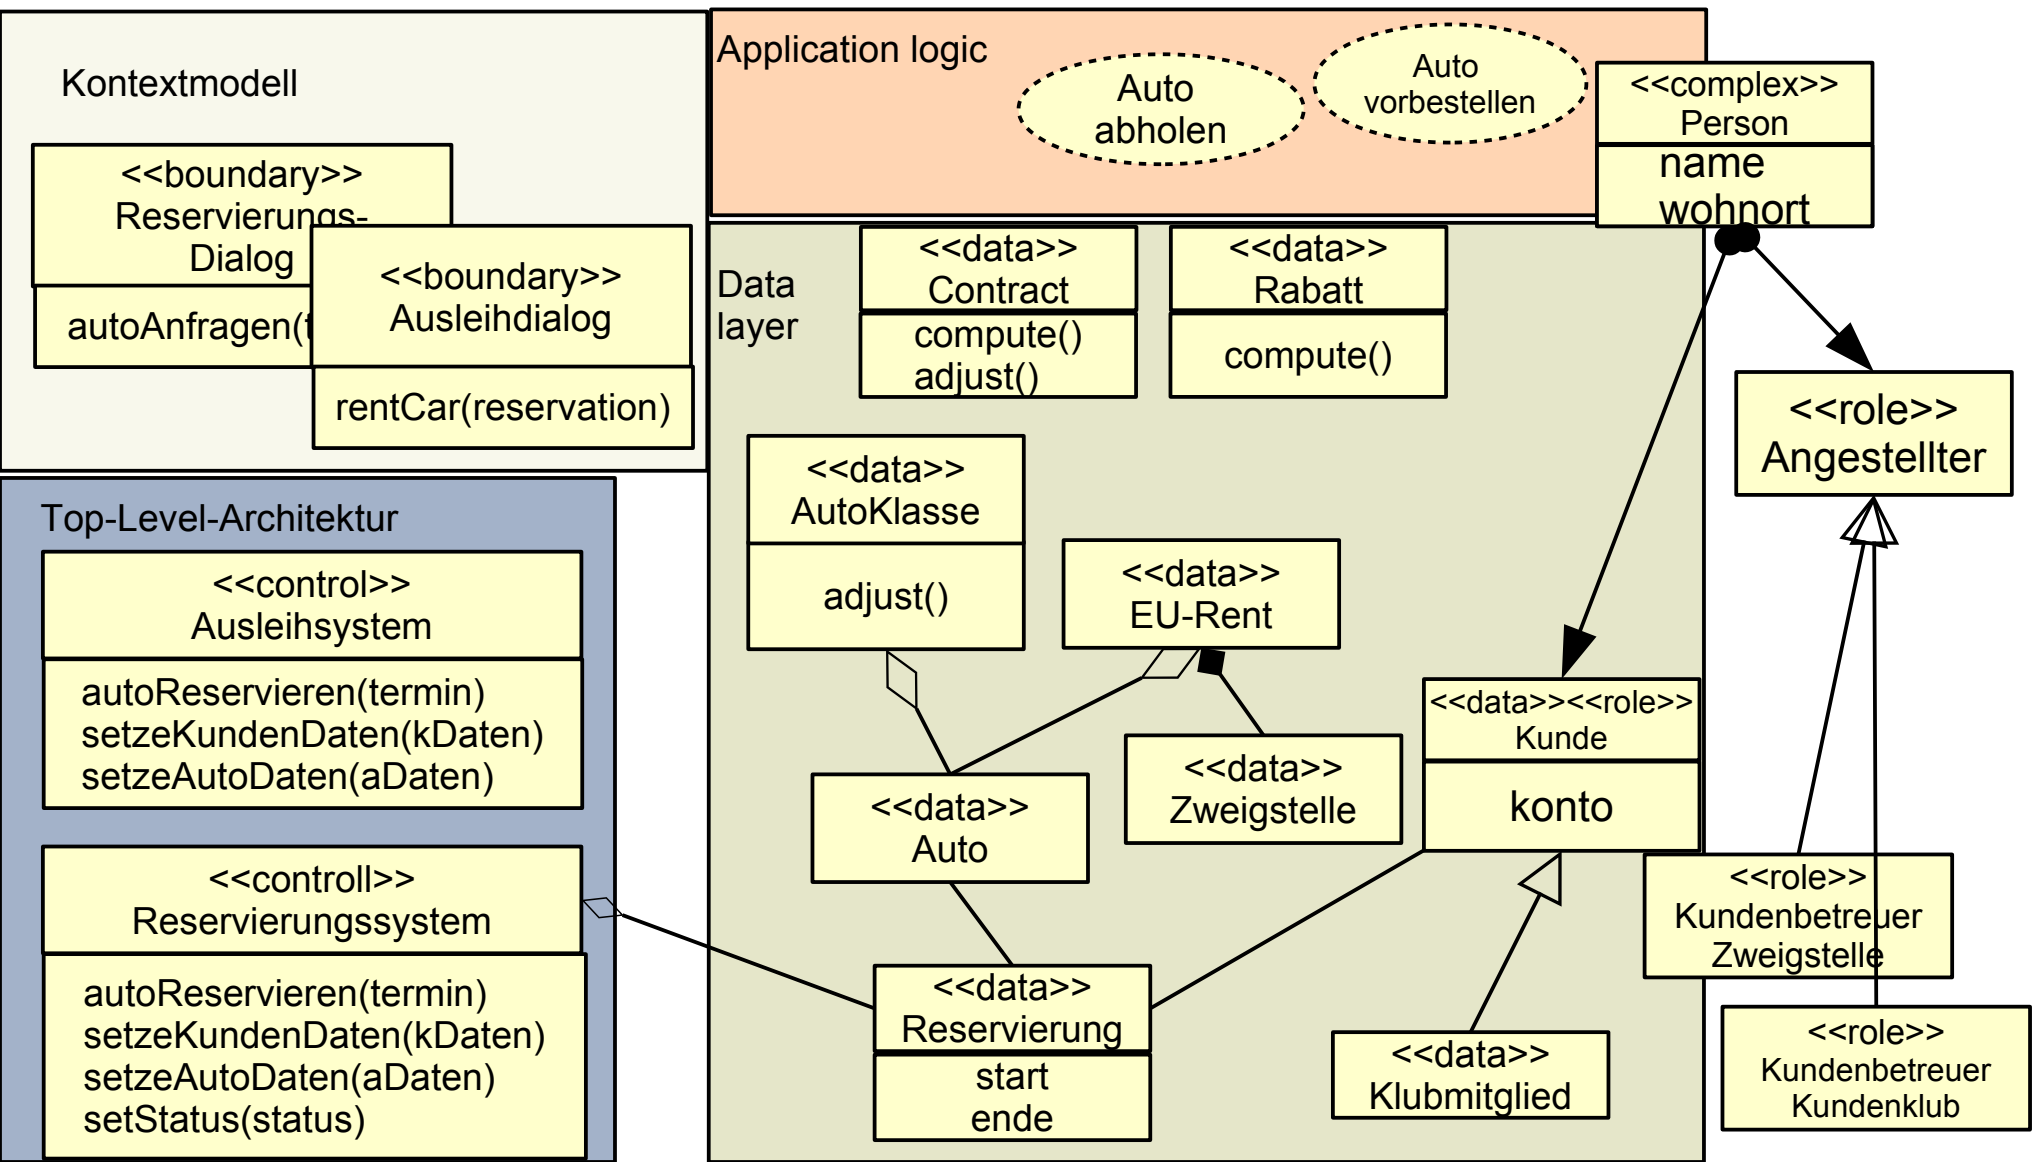 Kontextmodell
<<boundary>>
Reservierungs-
Dialog
autoAnfragen(
<<boundary>>
Ausleihdialog
rentCar(reservation)
Top-Level-Architektur
<<control>>
Ausleihsystem
autoReservieren(termin)
setzeKundenDaten(kDaten)
setzeAutoDaten(aDaten)
<<controll>>
Reservierungssystem
autoReservieren(termin)
setzeKundenDaten(kDaten)
setzeAutoDaten(aDaten)
setStatus(status)
Application logic
Auto
abholen
Auto
vorbestellen
<<complex>>
Person
name
wohnort
Data
layer
<<data>>
Contract
compute()
adjust()
<<data>>
Rabatt
compute()
<<data>>
AutoKlasse
adjust()
<<data>>
EU-Rent
<<data>>
Auto
<<data>>
Zweigstelle
<<data>><<role>>
Kunde
konto
<<data>>
Reservierung
start
ende
<<data>>
Klubmitglied
<<role>>
Angestellter
<<role>>
Kundenbetreuer
Zweigstelle
<<role>>
Kundenbetreuer
Kundenklub